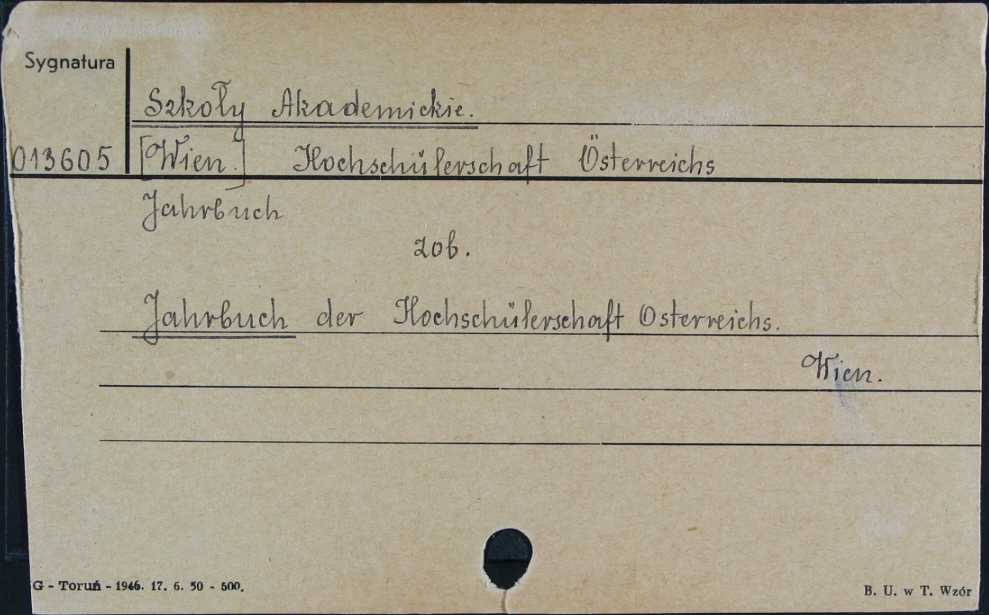 Sygnatura
Szkoły Akademickie.
013605 [Wien.] Hochschülerschaft Österreichs
Jahrbuch
zob.
Jahrbuch der Hochschülerschaft Osterreichs.
Wien.
G - Toruń - 1946. 17. 6. 50 - 500.
B. U. w T. Wzór